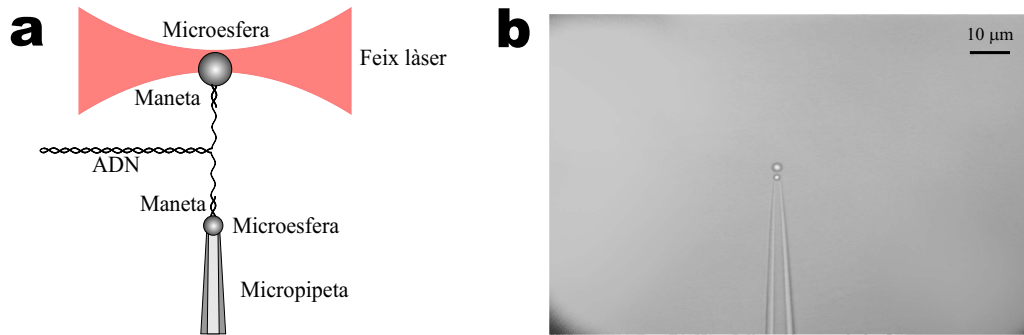 a
Microesfera
Feix làser
Maneta
ADN
Maneta
Microesfera
Micropipeta
b
10 μm